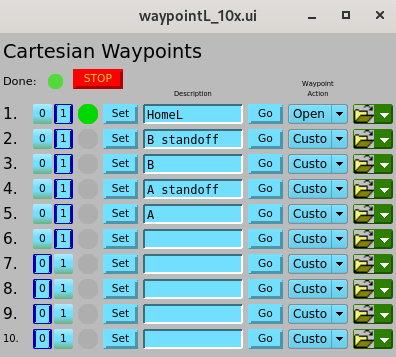 waypointL_10x.ui
Cartesian Waypoints
Done: STOP
Description Waypoint Action
1. 0 1 Set HomeL Go Open
2. 0 1 Set B standoff Go Custo
3. 0 1 Set B Go Custo
4. 0 1 Set A standoff Go Custo
5. 0 1 Set A Go Custo
6. 0 1 Set Go Custo
7. 0 1 Set Go Custo
8. 0 1 Set Go Custo
9. 0 1 Set Go Custo
10. 0 1 Set Go Custo